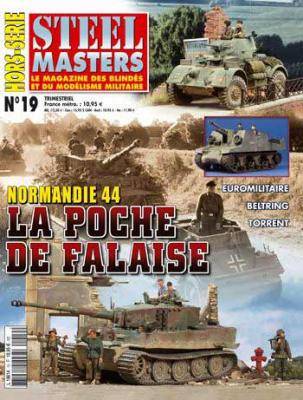 HORS-SÉRIE
STEEL
MASTERS
LE MAGAZINE DES BLINDÉS
ET DU MODÉLISME MILITAIRE
N°19
TRIMESTRIEL
France métro. : 10,95 €
EUROMILITAIRE
BELTRING
TORRENT
NORMANDIE 44
LA POCHE
DE FALAISE